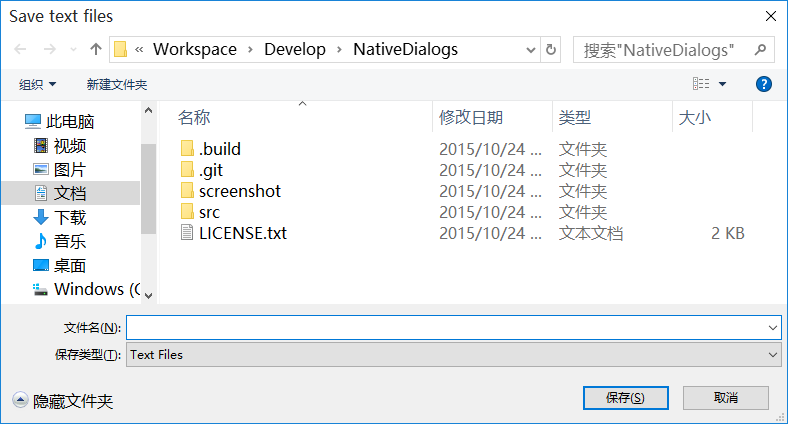 Save text files
« Workspace › Develop › NativeDialogs
搜索"NativeDialogs"
组织 新建文件夹
名称 修改日期 类型 大小
此电脑
视频
图片
文档
下载
音乐
桌面
Windows (C
.build 2015/10/24 ... 文件夹
.git 2015/10/24 ... 文件夹
screenshot 2015/10/24 ... 文件夹
src 2015/10/24 ... 文件夹
LICENSE.txt 2015/10/24 ... 文本文档 2 KB
文件名(N):
保存类型(T): Text Files
隐藏文件夹
保存(S) 取消